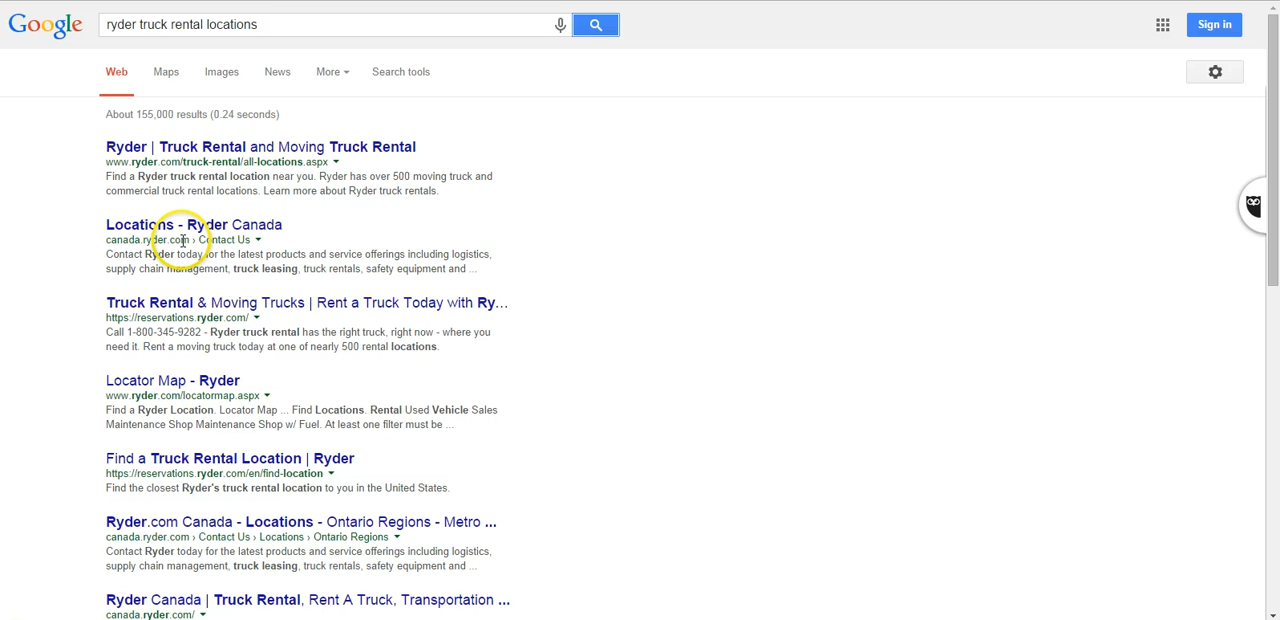 Google
ryder truck rental locations
Sign in
Web Maps Images News More Search tools
About 155,000 results (0.24 seconds)
Ryder | Truck Rental and Moving Truck Rental
www.ryder.com/truck-rental/all-locations.aspx
Find a Ryder truck rental location near you. Ryder has over 500 moving truck and
commercial truck rental locations. Learn more about Ryder truck rentals.
Locations - Ryder Canada
canada.ryder.com › Contact Us
Contact Ryder today for the latest products and service offerings including logistics,
supply chain management, truck leasing, truck rentals, safety equipment and ...
Truck Rental & Moving Trucks | Rent a Truck Today with Ry...
https://reservations.ryder.com/
Call 1-800-345-9282 - Ryder truck rental has the right truck, right now - where you
need it. Rent a moving truck today at one of nearly 500 rental locations.
Locator Map - Ryder
www.ryder.com/locatormap.aspx
Find a Ryder Location. Locator Map ... Find Locations. Rental Used Vehicle Sales
Maintenance Shop Maintenance Shop w/ Fuel. At least one filter must be ...
Find a Truck Rental Location | Ryder
https://reservations.ryder.com/en/find-location
Find the closest Ryder's truck rental location to you in the United States.
Ryder.com Canada - Locations - Ontario Regions - Metro ...
canada.ryder.com › Contact Us › Locations › Ontario Regions
Contact Ryder today for the latest products and service offerings including logistics,
supply chain management, truck leasing, truck rentals, safety equipment and ...
Ryder Canada | Truck Rental, Rent A Truck, Transportation ...
canada.ryder.com/